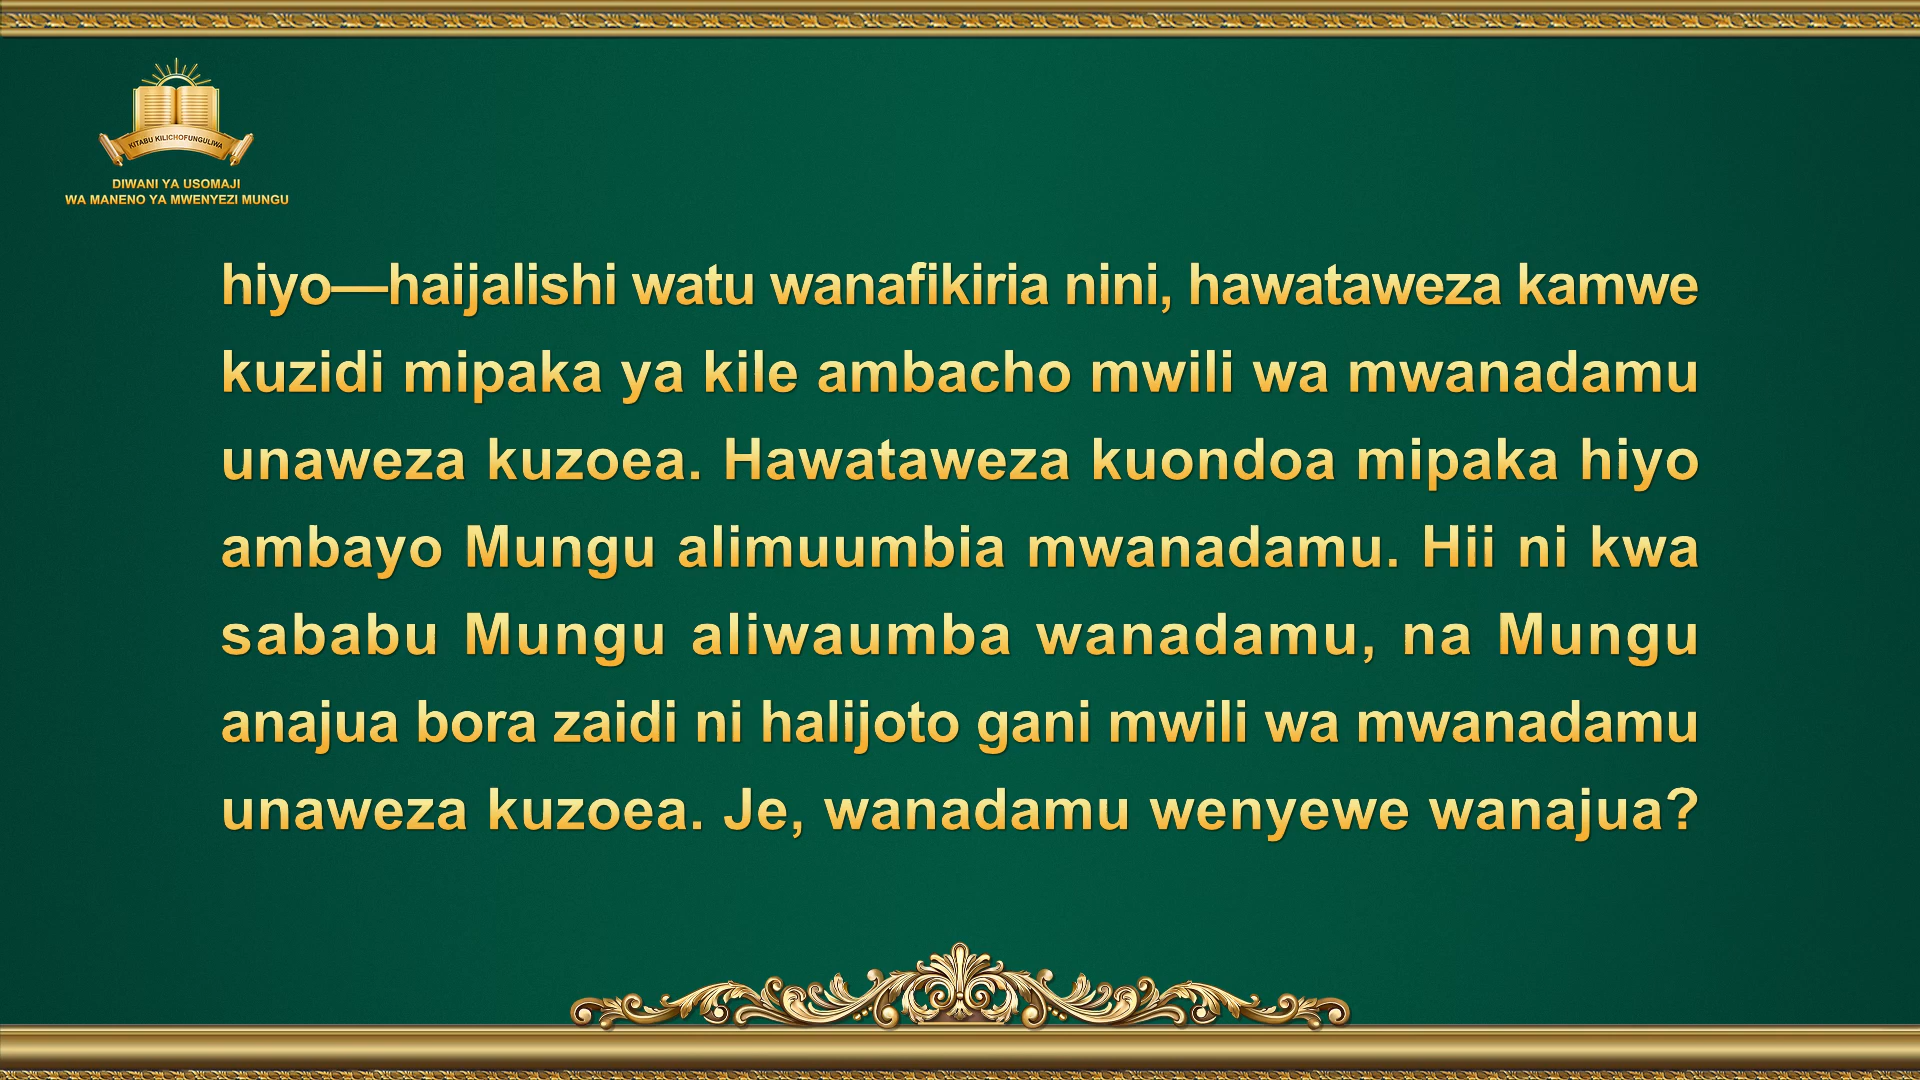 KITABU KILICHOFUNGULIWA
DIWANI YA USOMAJI
WA MANENO YA MWENYEZI MUNGU
hiyo—haijalishi watu wanafikiria nini, hawataweza kamwe
kuzidi mipaka ya kile ambacho mwili wa mwanadamu
unaweza kuzoea. Hawataweza kuondoa mipaka hiyo
ambayo Mungu alimuumbia mwanadamu. Hii ni kwa
sababu Mungu aliwaumba wanadamu, na Mungu
anajua bora zaidi ni halijoto gani mwili wa mwanadamu
unaweza kuzoea. Je, wanadamu wenyewe wanajua?